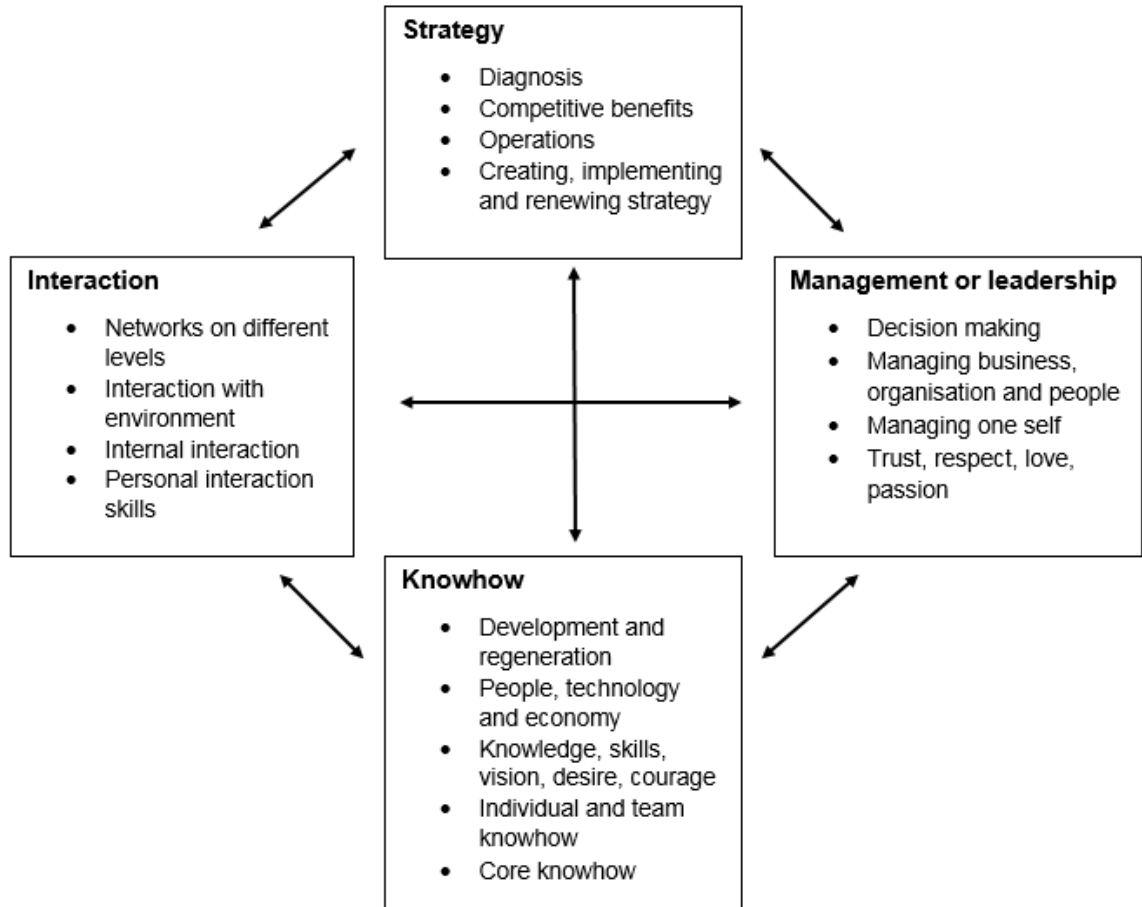 Strategy
• Diagnosis
• Competitive benefits
• Operations
• Creating, implementing
and renewing strategy
Interaction
• Networks on different
levels
• Interaction with
environment
• Internal interaction
• Personal interaction
skills
Management or leadership
• Decision making
• Managing business,
organisation and people
• Managing one self
• Trust, respect, love,
passion
Knowhow
• Development and
regeneration
• People, technology
and economy
• Knowledge, skills,
vision, desire, courage
• Individual and team
knowhow
• Core knowhow